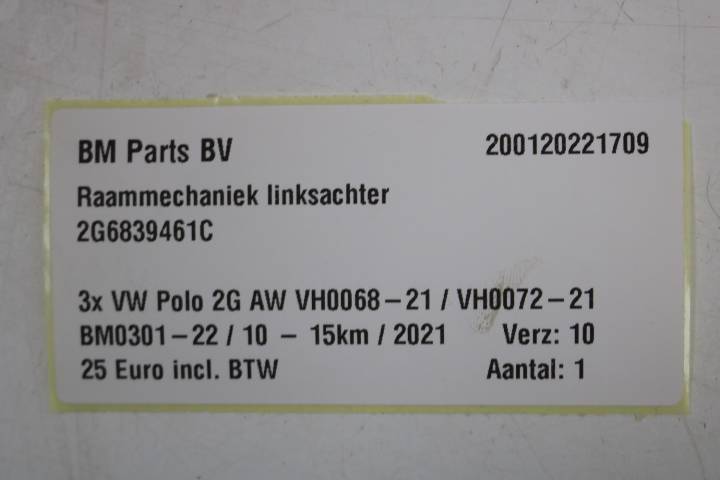 BM Parts BV 200120221709
Raammechaniek linksachter
2G6839461C
3x VW Polo 2G AW VH0068-21 / VH0072-21
BM0301-22 / 10 - 15km / 2021 Verz: 10
25 Euro incl. BTW Aantal: 1